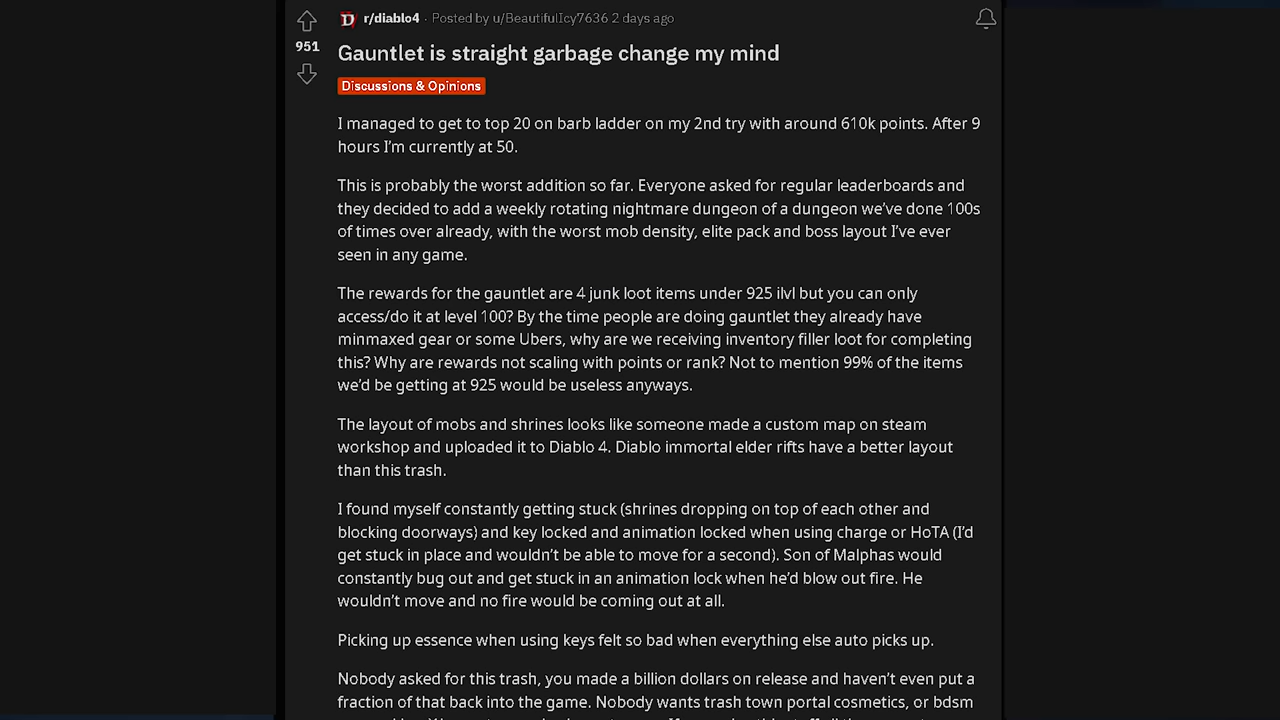 r/diablo4 · Posted by u/BeautifulIcy7636 2 days ago
951
Gauntlet is straight garbage change my mind
Discussions & Opinions
I managed to get to top 20 on barb ladder on my 2nd try with around 610k points. After 9
hours I'm currently at 50.
This is probably the worst addition so far. Everyone asked for regular leaderboards and
they decided to add a weekly rotating nightmare dungeon of a dungeon we've done 100s
of times over already, with the worst mob density, elite pack and boss layout I've ever
seen in any game.
The rewards for the gauntlet are 4 junk loot items under 925 ilvl but you can only
access/do it at level 100? By the time people are doing gauntlet they already have
minmaxed gear or some Ubers, why are we receiving inventory filler loot for completing
this? Why are rewards not scaling with points or rank? Not to mention 99% of the items
we'd be getting at 925 would be useless anyways.
The layout of mobs and shrines looks like someone made a custom map on steam
workshop and uploaded it to Diablo 4. Diablo immortal elder rifts have a better layout
than this trash.
I found myself constantly getting stuck (shrines dropping on top of each other and
blocking doorways) and key locked and animation locked when using charge or HoTA (I'd
get stuck in place and wouldn't be able to move for a second). Son of Malphas would
constantly bug out and get stuck in an animation lock when he'd blow out fire. He
wouldn't move and no fire would be coming out at all.
Picking up essence when using keys felt so bad when everything else auto picks up.
Nobody asked for this trash, you made a billion dollars on release and haven't even put a
fraction of that back into the game. Nobody wants trash town portal cosmetics, or bdsm